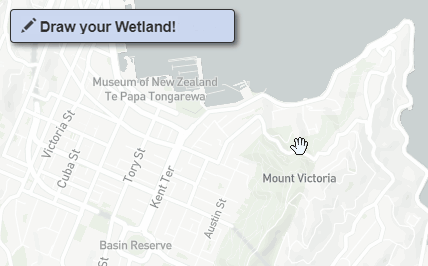 Draw your Wetland!
Museum of New Zealand
Te Papa Tongarewa
Victoria St
Cuba St
Tory St
Kent Ter
Mount Victoria
Austin St
Basin Reserve